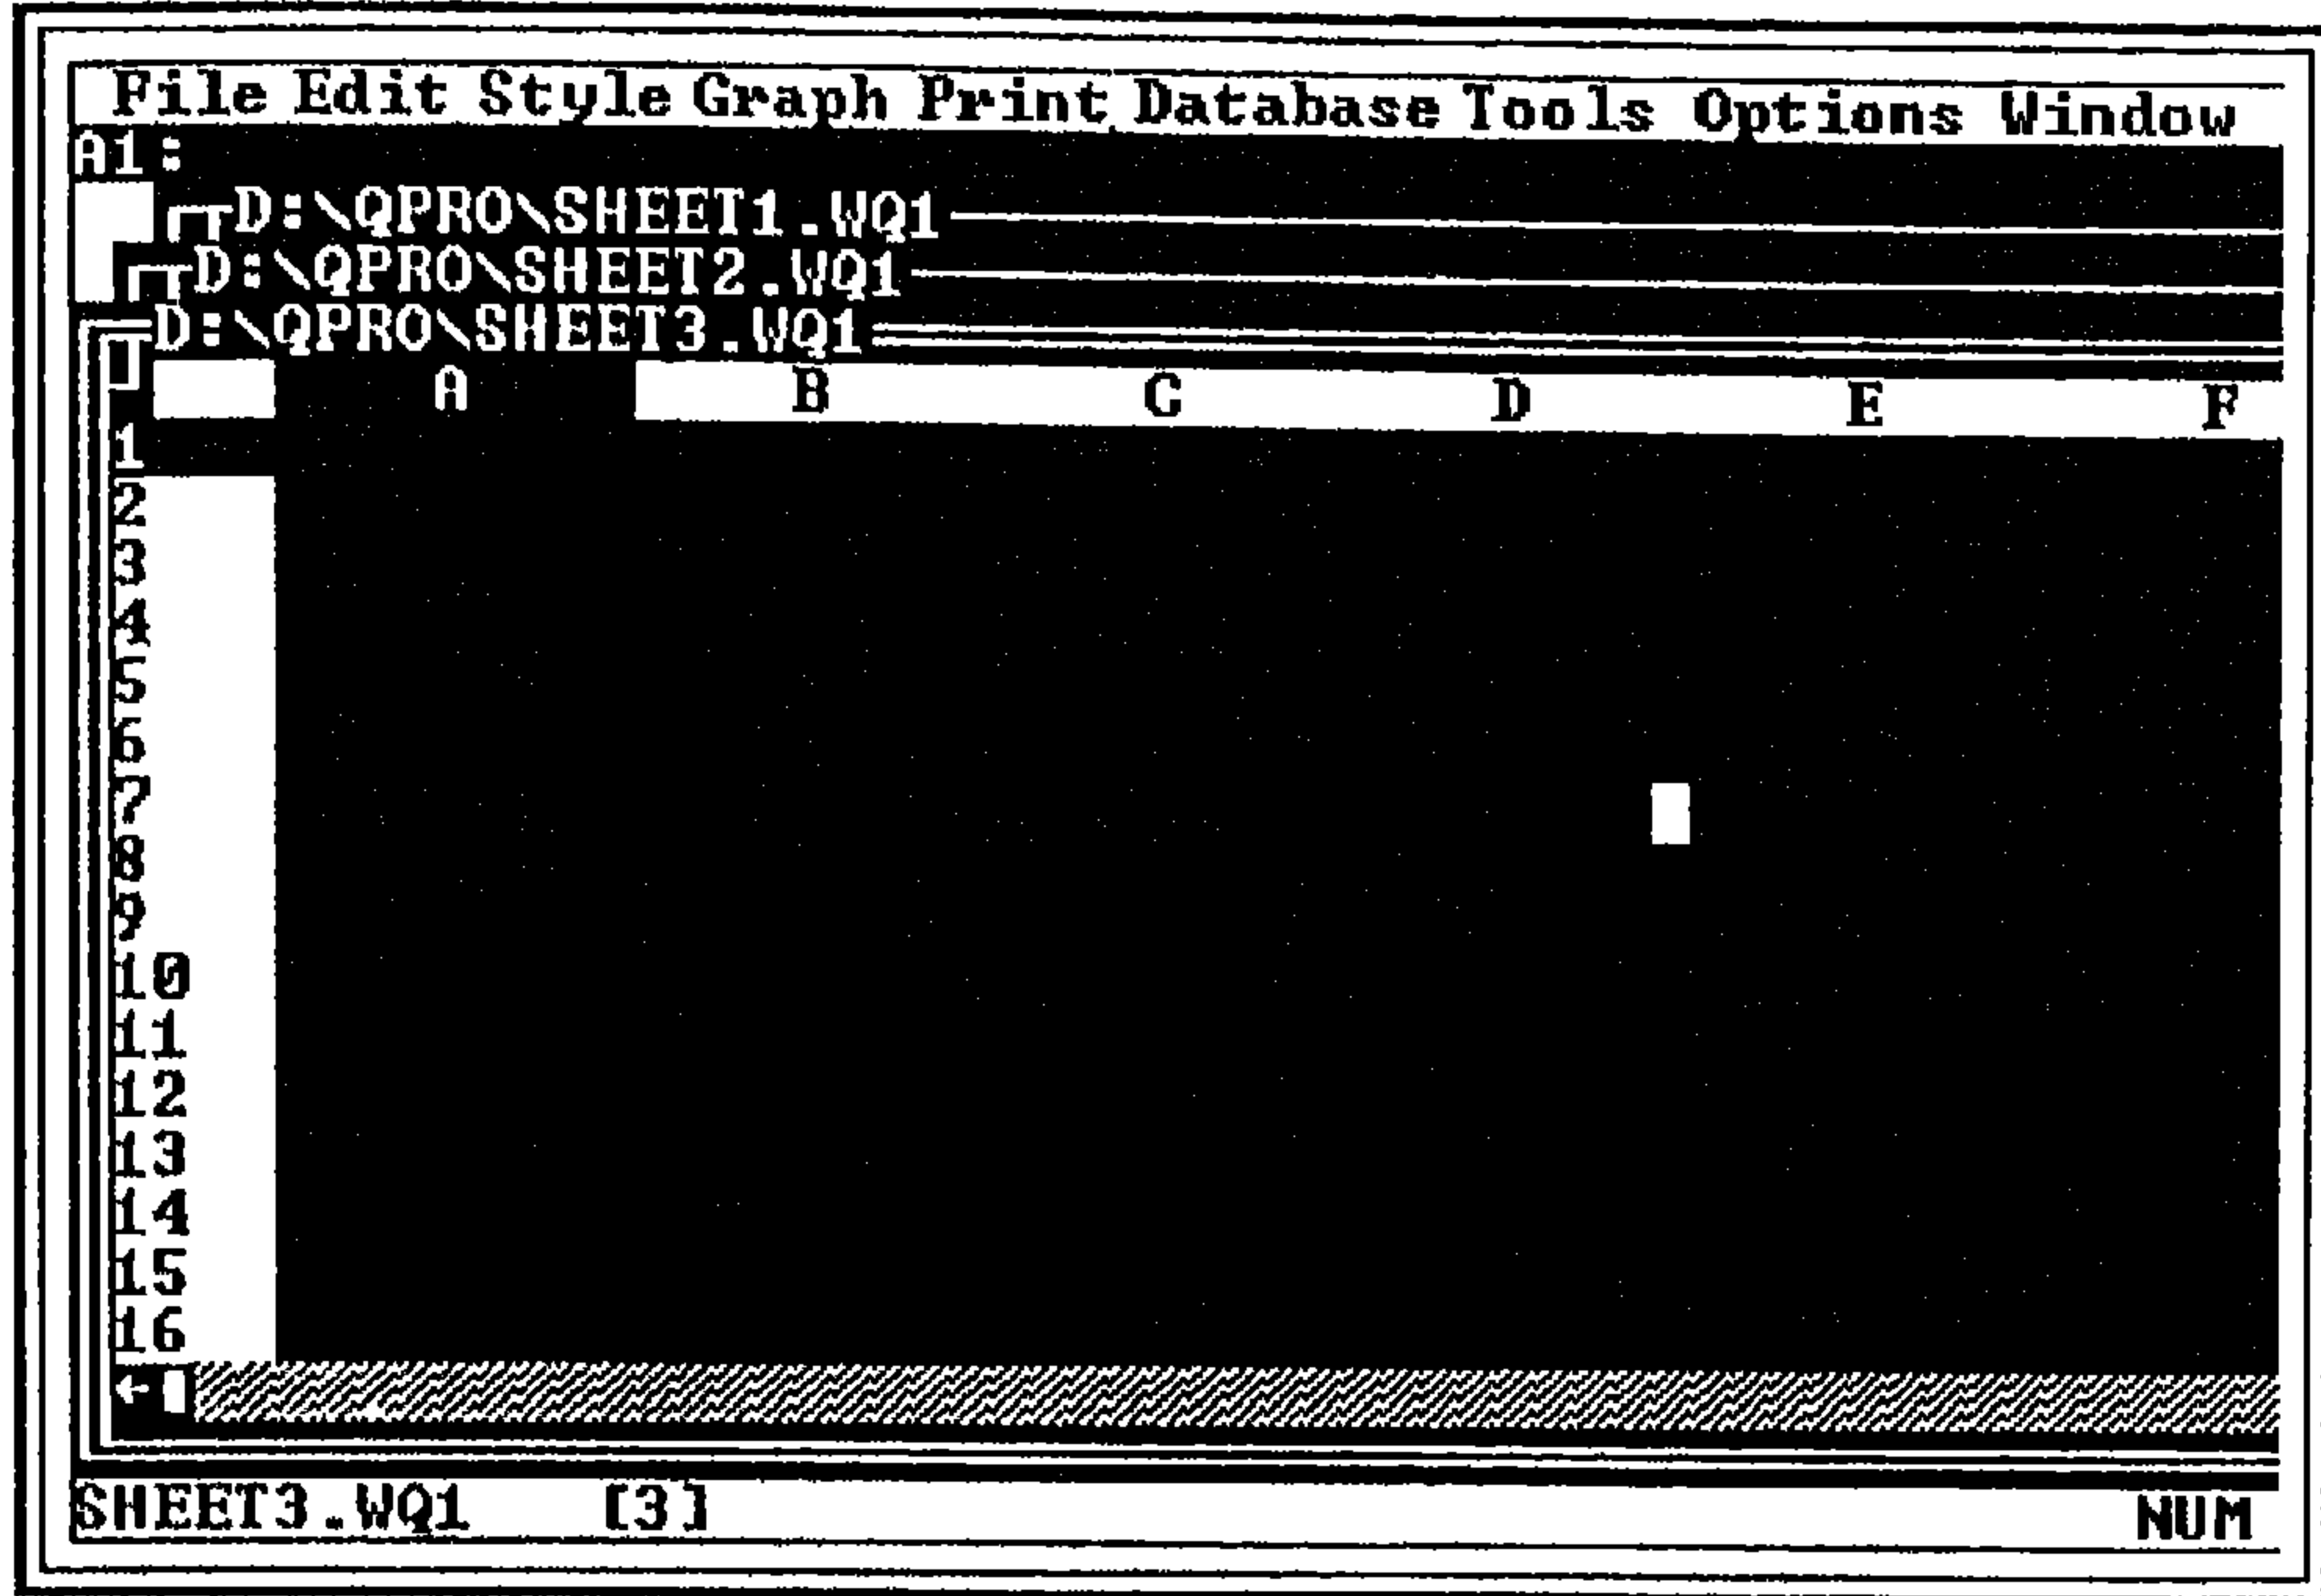 File Edit Style Graph Print Database Tools Options Window
A1:
D:\QPRO\SHEET1.WQ1
D:\QPRO\SHEET2.WQ1
D:\QPRO\SHEET3.WQ1
A B C D E F
1
2
3
4
5
6
7
8
9
10
11
12
13
14
15
16
←
SHEET3.WQ1 [3] NUM